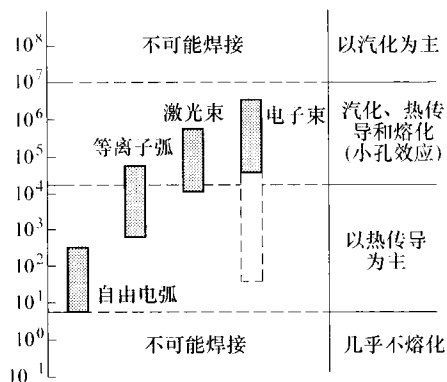 10⁸
不可能焊接
以汽化为主
10⁷
10⁶
激光束
电子束
汽化、热传
导和熔化
(小孔效应)
10⁵
等离子弧
10⁴
10³
10²
以热传导
为主
10¹
自由电弧
10⁰
不可能焊接
几乎不熔化
10⁻¹